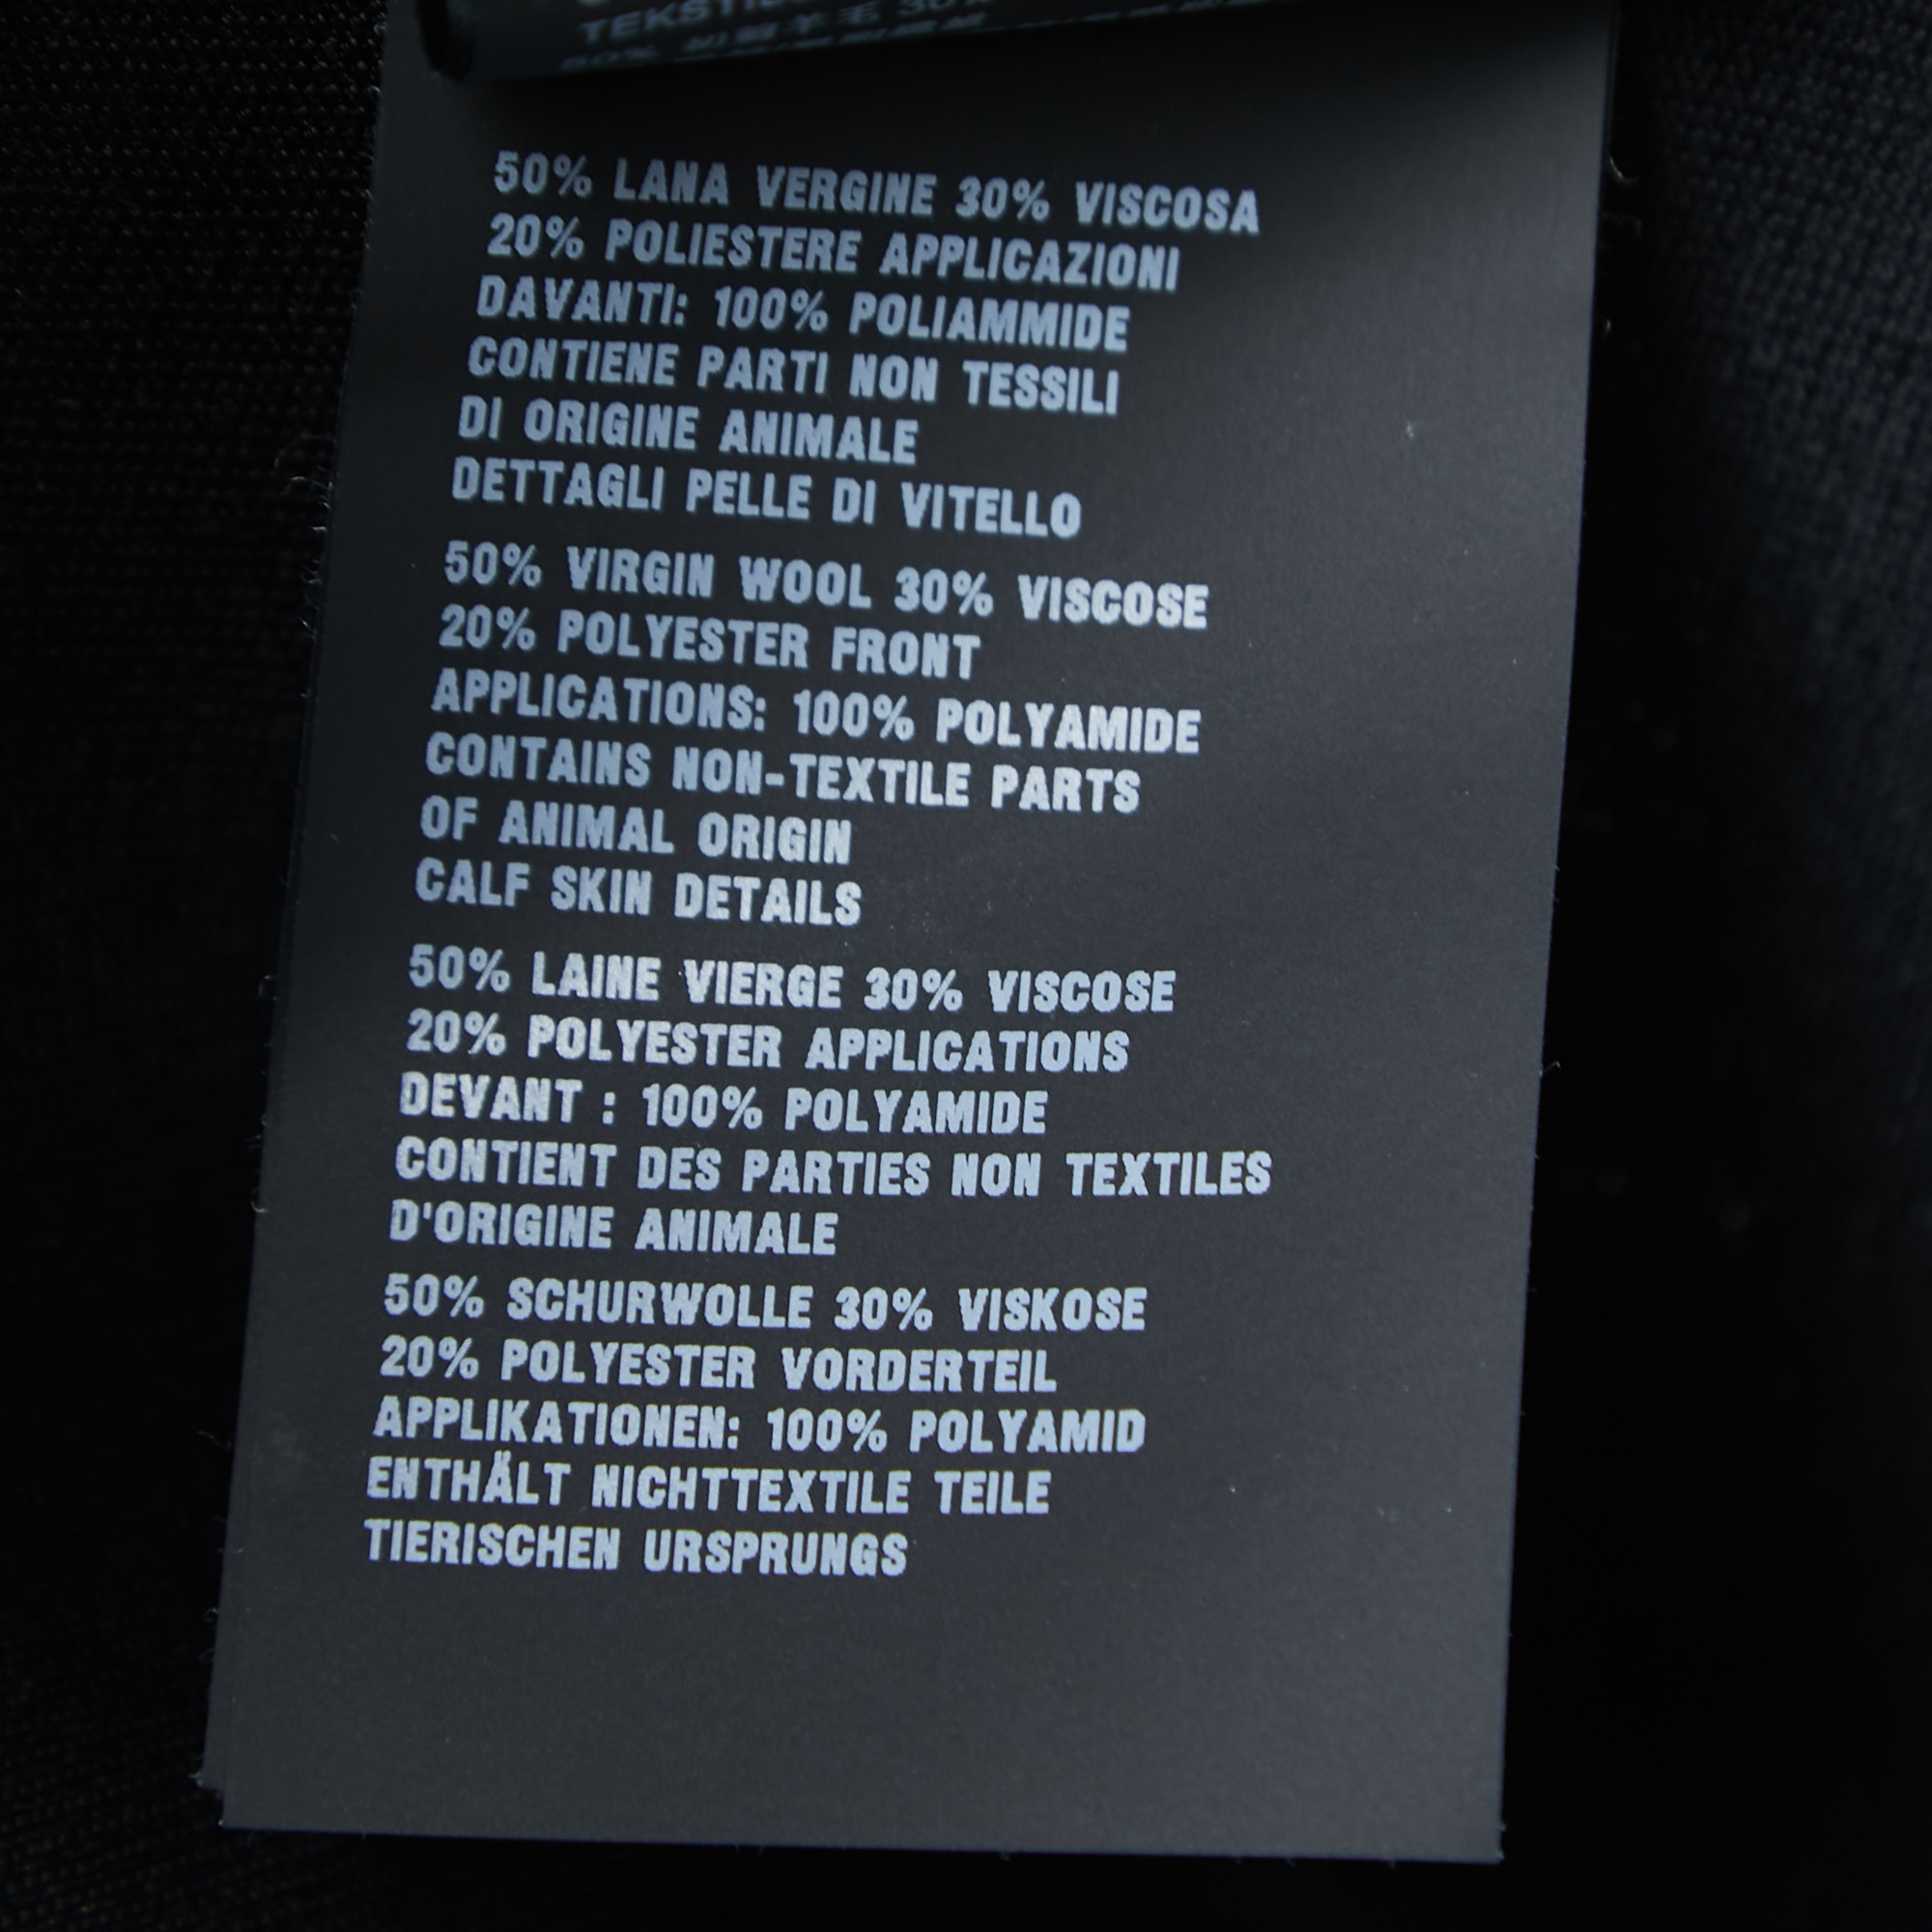 50% LANA VERGINE 30% VISCOSA
20% POLIESTERE APPLICAZIONI
DAVANTI: 100% POLIAMMIDE
CONTIENE PARTI NON TESSILI
DI ORIGINE ANIMALE
DETTAGLI PELLE DI VITELLO
50% VIRGIN WOOL 30% VISCOSE
20% POLYESTER FRONT
APPLICATIONS: 100% POLYAMIDE
CONTAINS NON-TEXTILE PARTS
OF ANIMAL ORIGIN
CALF SKIN DETAILS
50% LAINE VIERGE 30% VISCOSE
20% POLYESTER APPLICATIONS
DEVANT : 100% POLYAMIDE
CONTIENT DES PARTIES NON TEXTILES
D'ORIGINE ANIMALE
50% SCHURWOLLE 30% VISKOSE
20% POLYESTER VORDERTEIL
APPLIKATIONEN: 100% POLYAMID
ENTHÄLT NICHTTEXTILE TEILE
TIERISCHEN URSPRUNGS